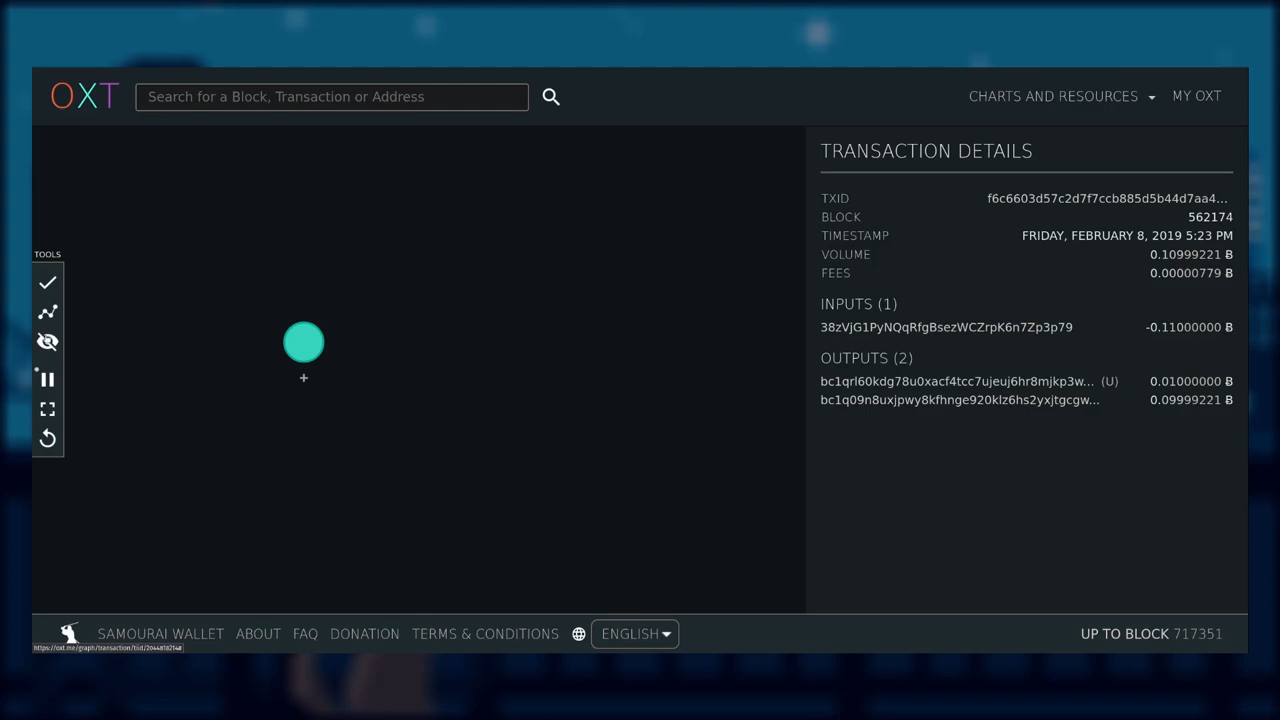 OXT
Search for a Block, Transaction or Address
CHARTS AND RESOURCES
MY OXT
TOOLS
TRANSACTION DETAILS
TXID f6c6603d57c2d7f7ccb885d5b44d7aa4...
BLOCK 562174
TIMESTAMP FRIDAY, FEBRUARY 8, 2019 5:23 PM
VOLUME 0.10999221 Ƀ
FEES 0.00000779 Ƀ
INPUTS (1)
38zVjG1PyNQqRfgBsezWCZrpK6n7Zp3p79 -0.11000000 Ƀ
OUTPUTS (2)
bc1qrl60kdg78u0xacf4tcc7ujeuj6hr8mjkp3w... (U) 0.01000000 Ƀ
bc1q09n8uxjpwy8kfhnge920klz6hs2yxjtgcgw... 0.09999221 Ƀ
SAMOURAI WALLET ABOUT FAQ DONATION TERMS & CONDITIONS ENGLISH UP TO BLOCK 717351